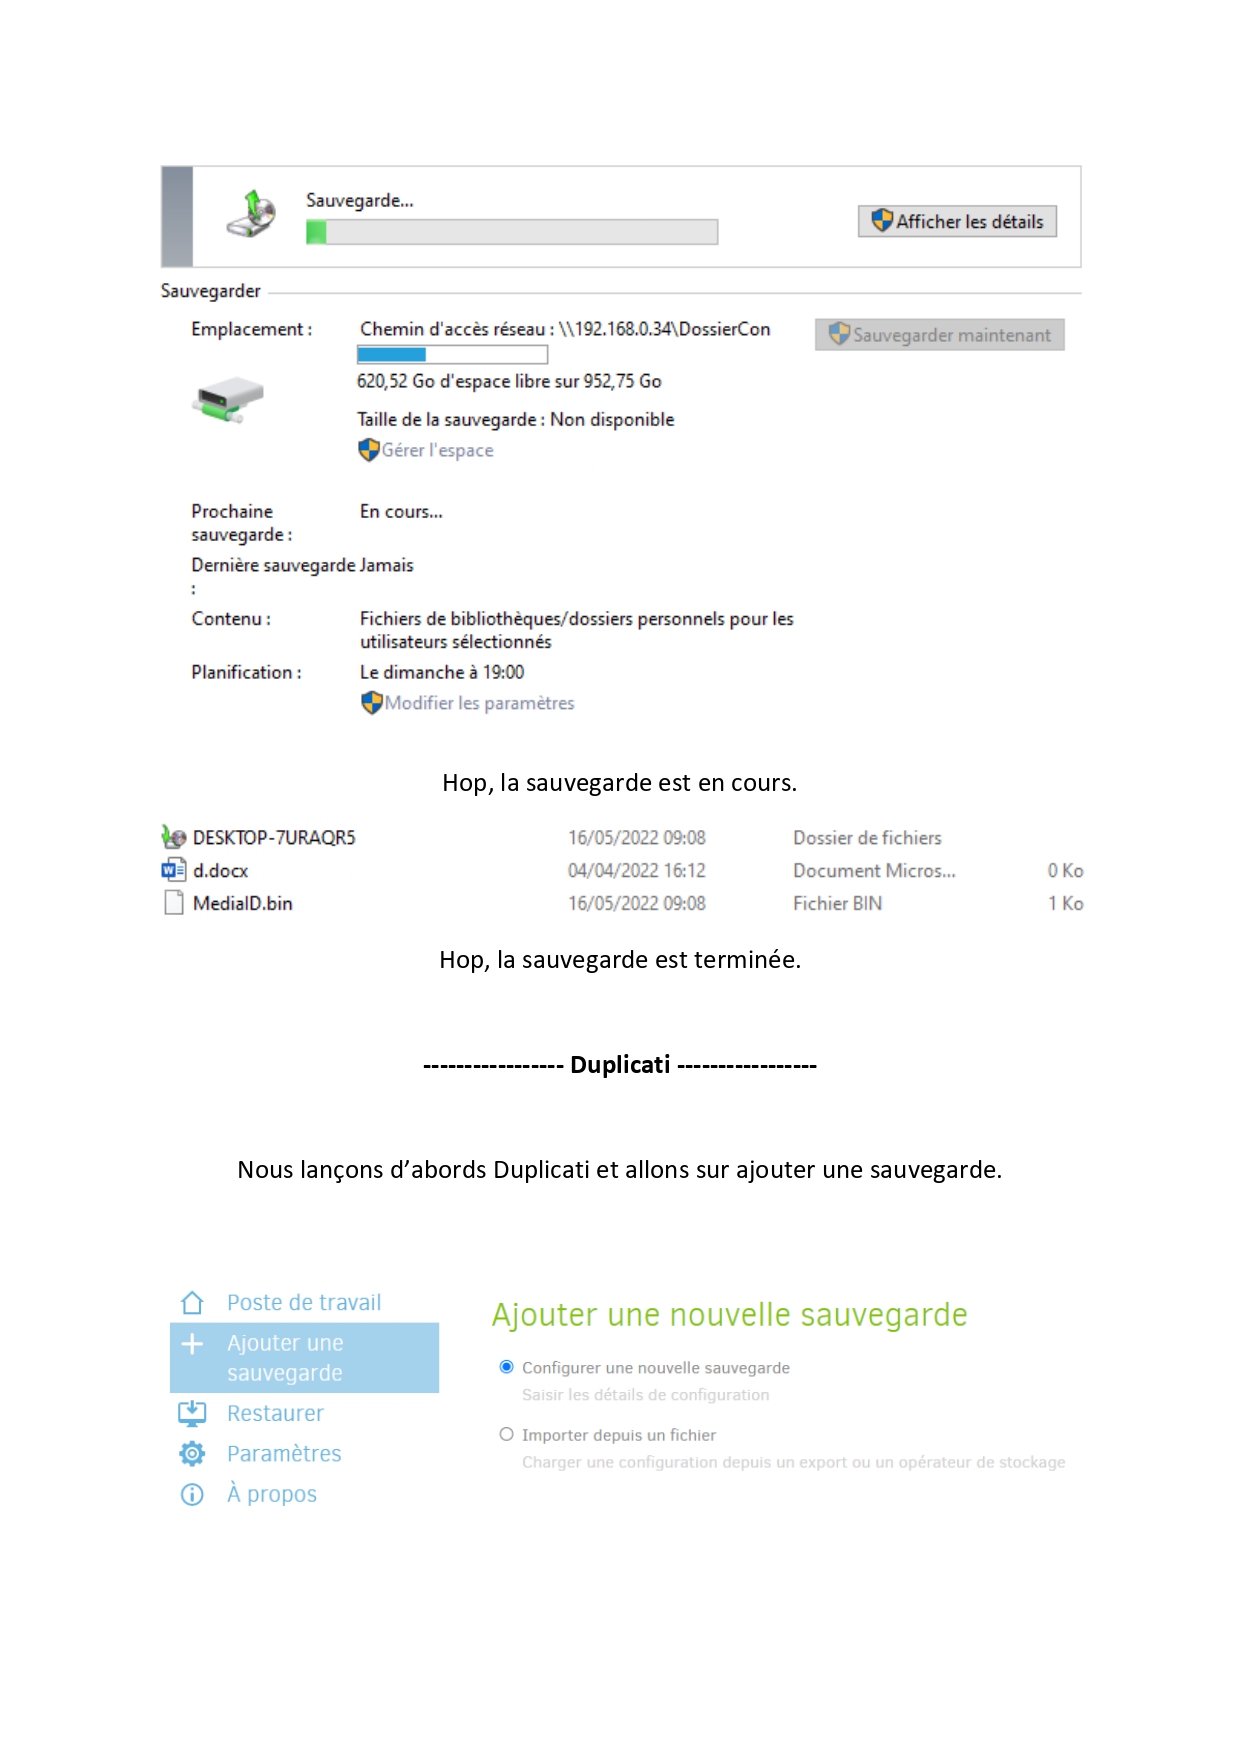 Sauvegarde...
Afficher les détails
Sauvegarder
Emplacement :
Chemin d'accès réseau : \\192.168.0.34\DossierCon
Sauvegarder maintenant
620,52 Go d'espace libre sur 952,75 Go
Taille de la sauvegarde : Non disponible
Gérer l'espace
Prochaine
sauvegarde :
En cours...
Dernière sauvegarde
:
Jamais
Contenu :
Fichiers de bibliothèques/dossiers personnels pour les
utilisateurs sélectionnés
Planification :
Le dimanche à 19:00
Modifier les paramètres
Hop, la sauvegarde est en cours.
DESKTOP-7URAQR5 16/05/2022 09:08 Dossier de fichiers
d.docx 04/04/2022 16:12 Document Micros... 0 Ko
MediaID.bin 16/05/2022 09:08 Fichier BIN 1 Ko
Hop, la sauvegarde est terminée.
----------------- Duplicati -----------------
Nous lançons d’abords Duplicati et allons sur ajouter une sauvegarde.
Poste de travail
Ajouter une
sauvegarde
Restaurer
Paramètres
À propos
Ajouter une nouvelle sauvegarde
Configurer une nouvelle sauvegarde
Saisir les détails de configuration
Importer depuis un fichier
Charger une configuration depuis un export ou un opérateur de stockage